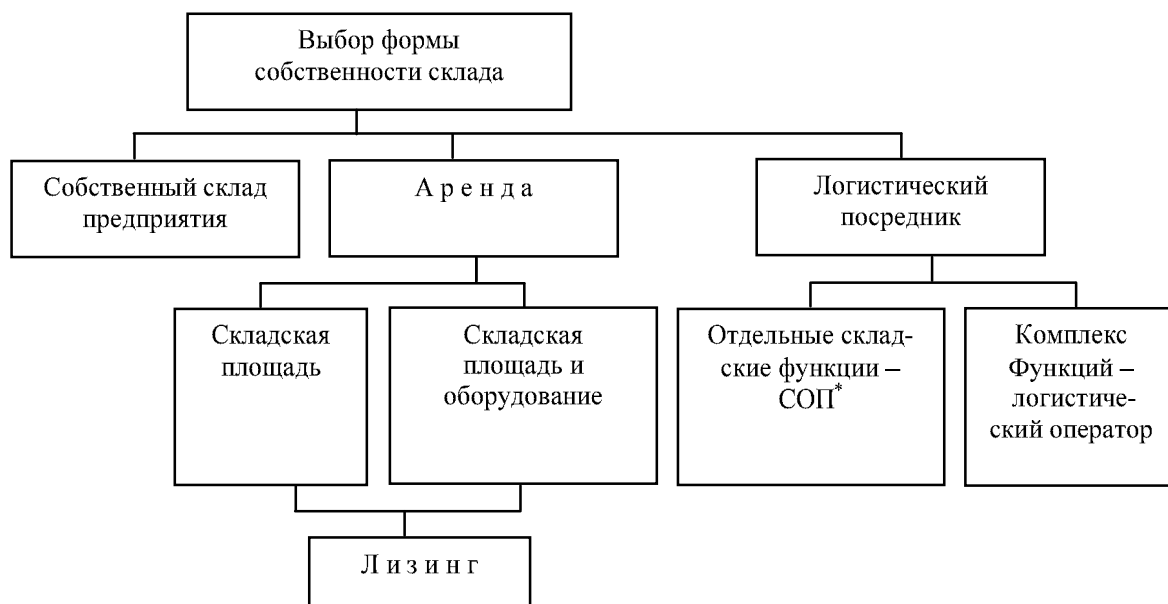 Выбор формы
собственности склада
Собственный склад
предприятия
А р е н д а
Логистический
посредник
Складская
площадь
Складская
площадь и
оборудование
Отдельные склад-
ские функции –
СОП*
Комплекс
Функций –
логистиче-
ский оператор
Л и з и н г